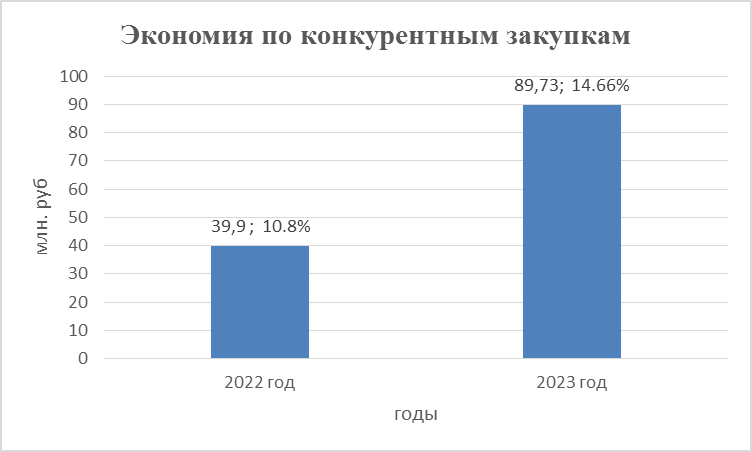 Экономия по конкурентным закупкам
100
90
80
70
60
50
40
30
20
10
0
млн. руб
39,9 ; 10.8%
89,73; 14.66%
2022 год
2023 год
годы